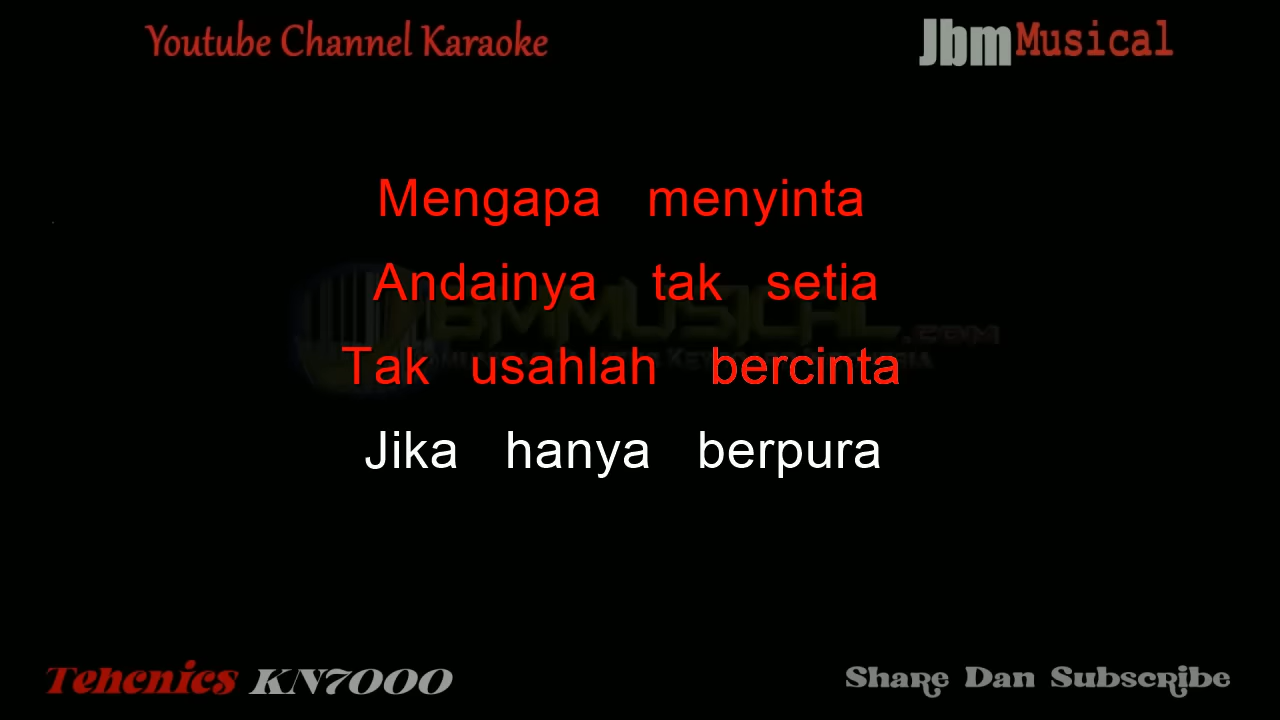 Youtube Channel Karaoke
JbmMusical
Mengapa menyinta
Andainya tak setia
Tak usahlah bercinta
Jika hanya berpura
Tehcnics KN7000
Share Dan Subscribe